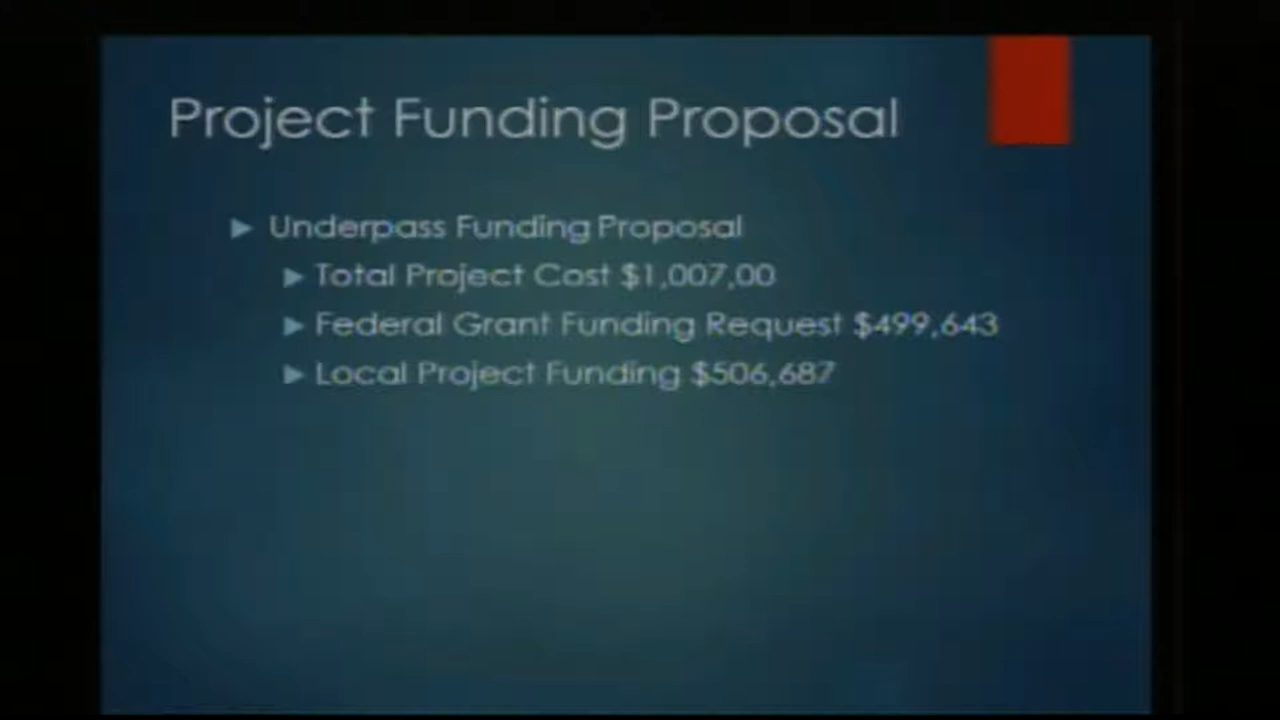 Project Funding Proposal
Underpass Funding Proposal
Total Project Cost $1,007,00
Federal Grant Funding Request $499,643
Local Project Funding $506,687